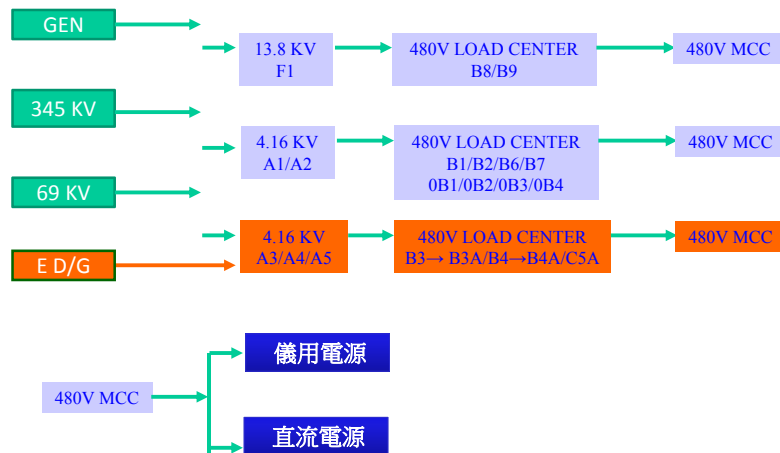 GEN
13.8 KV
F1
480V LOAD CENTER
B8/B9
480V MCC
345 KV
4.16 KV
A1/A2
480V LOAD CENTER
B1/B2/B6/B7
0B1/0B2/0B3/0B4
480V MCC
69 KV
4.16 KV
A3/A4/A5
480V LOAD CENTER
B3→ B3A/B4→B4A/C5A
480V MCC
E D/G
儀用電源
480V MCC
直流電源